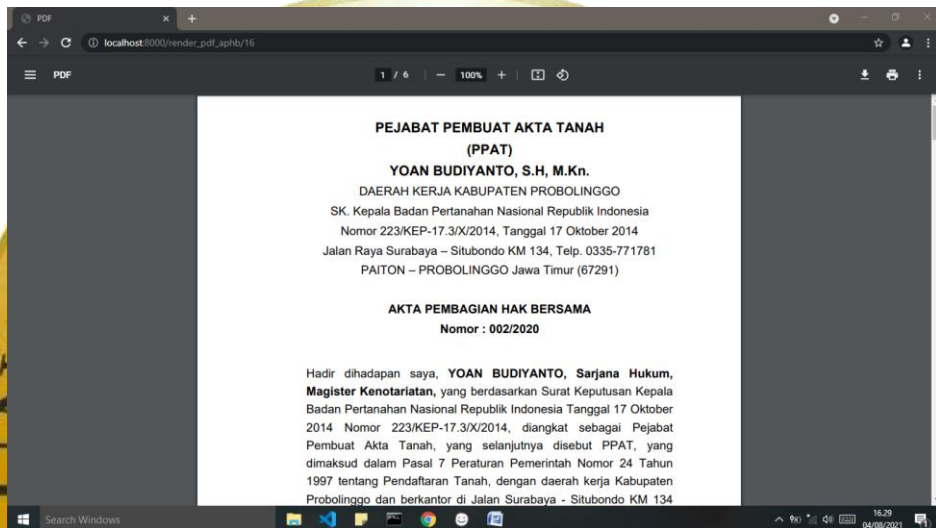 PDF
localhost:8000/render_pdf_aphb/16
PDF
1 / 6
100%
PEJABAT PEMBUAT AKTA TANAH
(PPAT)
YOAN BUDIYANTO, S.H, M.Kn.
DAERAH KERJA KABUPATEN PROBOLINGGO
SK. Kepala Badan Pertanahan Nasional Republik Indonesia
Nomor 223/KEP-17.3/X/2014, Tanggal 17 Oktober 2014
Jalan Raya Surabaya – Situbondo KM 134, Telp. 0335-771781
PAITON – PROBOLINGGO Jawa Timur (67291)
AKTA PEMBAGIAN HAK BERSAMA
Nomor : 002/2020
Hadir dihadapan saya, YOAN BUDIYANTO, Sarjana Hukum,
Magister Kenotariatan, yang berdasarkan Surat Keputusan Kepala
Badan Pertanahan Nasional Republik Indonesia Tanggal 17 Oktober
2014 Nomor 223/KEP-17.3/X/2014, diangkat sebagai Pejabat
Pembuat Akta Tanah, yang selanjutnya disebut PPAT, yang
dimaksud dalam Pasal 7 Peraturan Pemerintah Nomor 24 Tahun
1997 tentang Pendaftaran Tanah, dengan daerah kerja Kabupaten
Probolinggo dan berkantor di Jalan Surabaya - Situbondo KM 134
Search Windows
16.29
04/08/2021